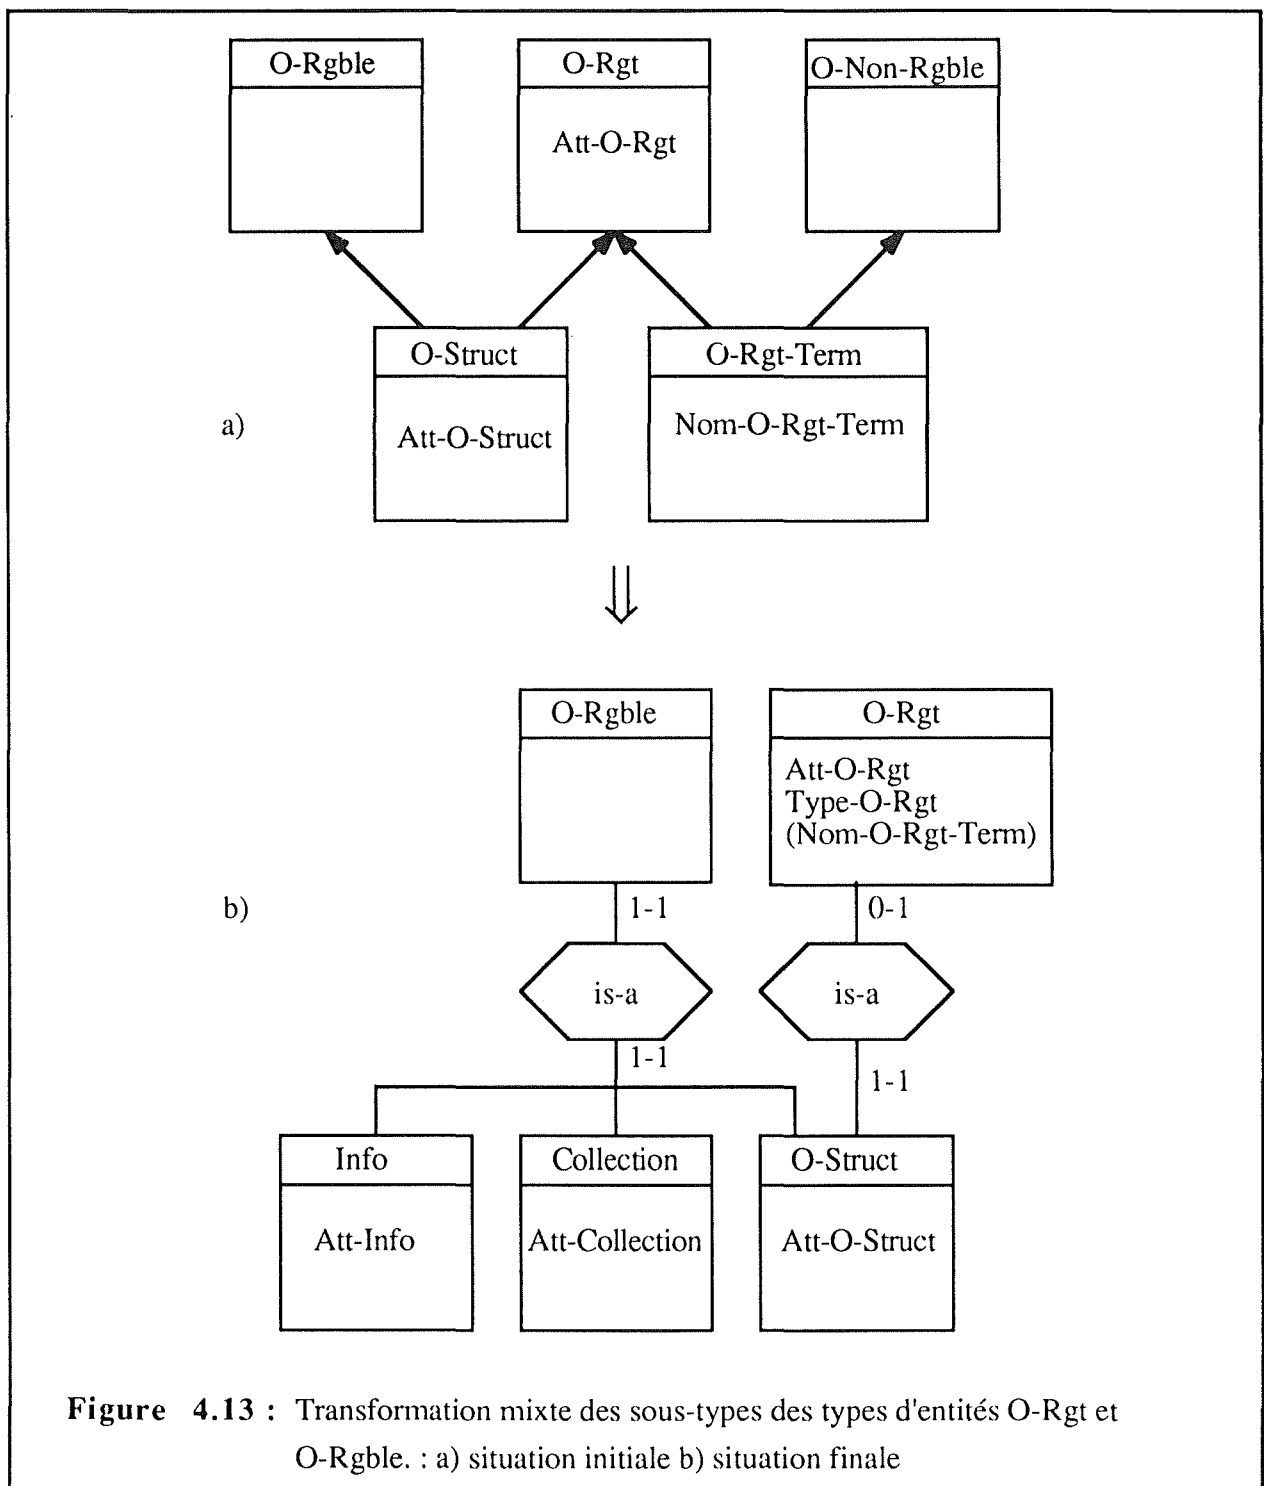 O-Rgble
O-Rgt
O-Non-Rgble
Att-O-Rgt
O-Struct
O-Rgt-Term
a)
Att-O-Struct
Nom-O-Rgt-Term
O-Rgble
O-Rgt
Att-O-Rgt
Type-O-Rgt
(Nom-O-Rgt-Term)
b)
1-1
0-1
is-a
is-a
1-1
1-1
Info
Collection
O-Struct
Att-Info
Att-Collection
Att-O-Struct
Figure 4.13 : Transformation mixte des sous-types des types d'entités O-Rgt et
O-Rgble. : a) situation initiale b) situation finale